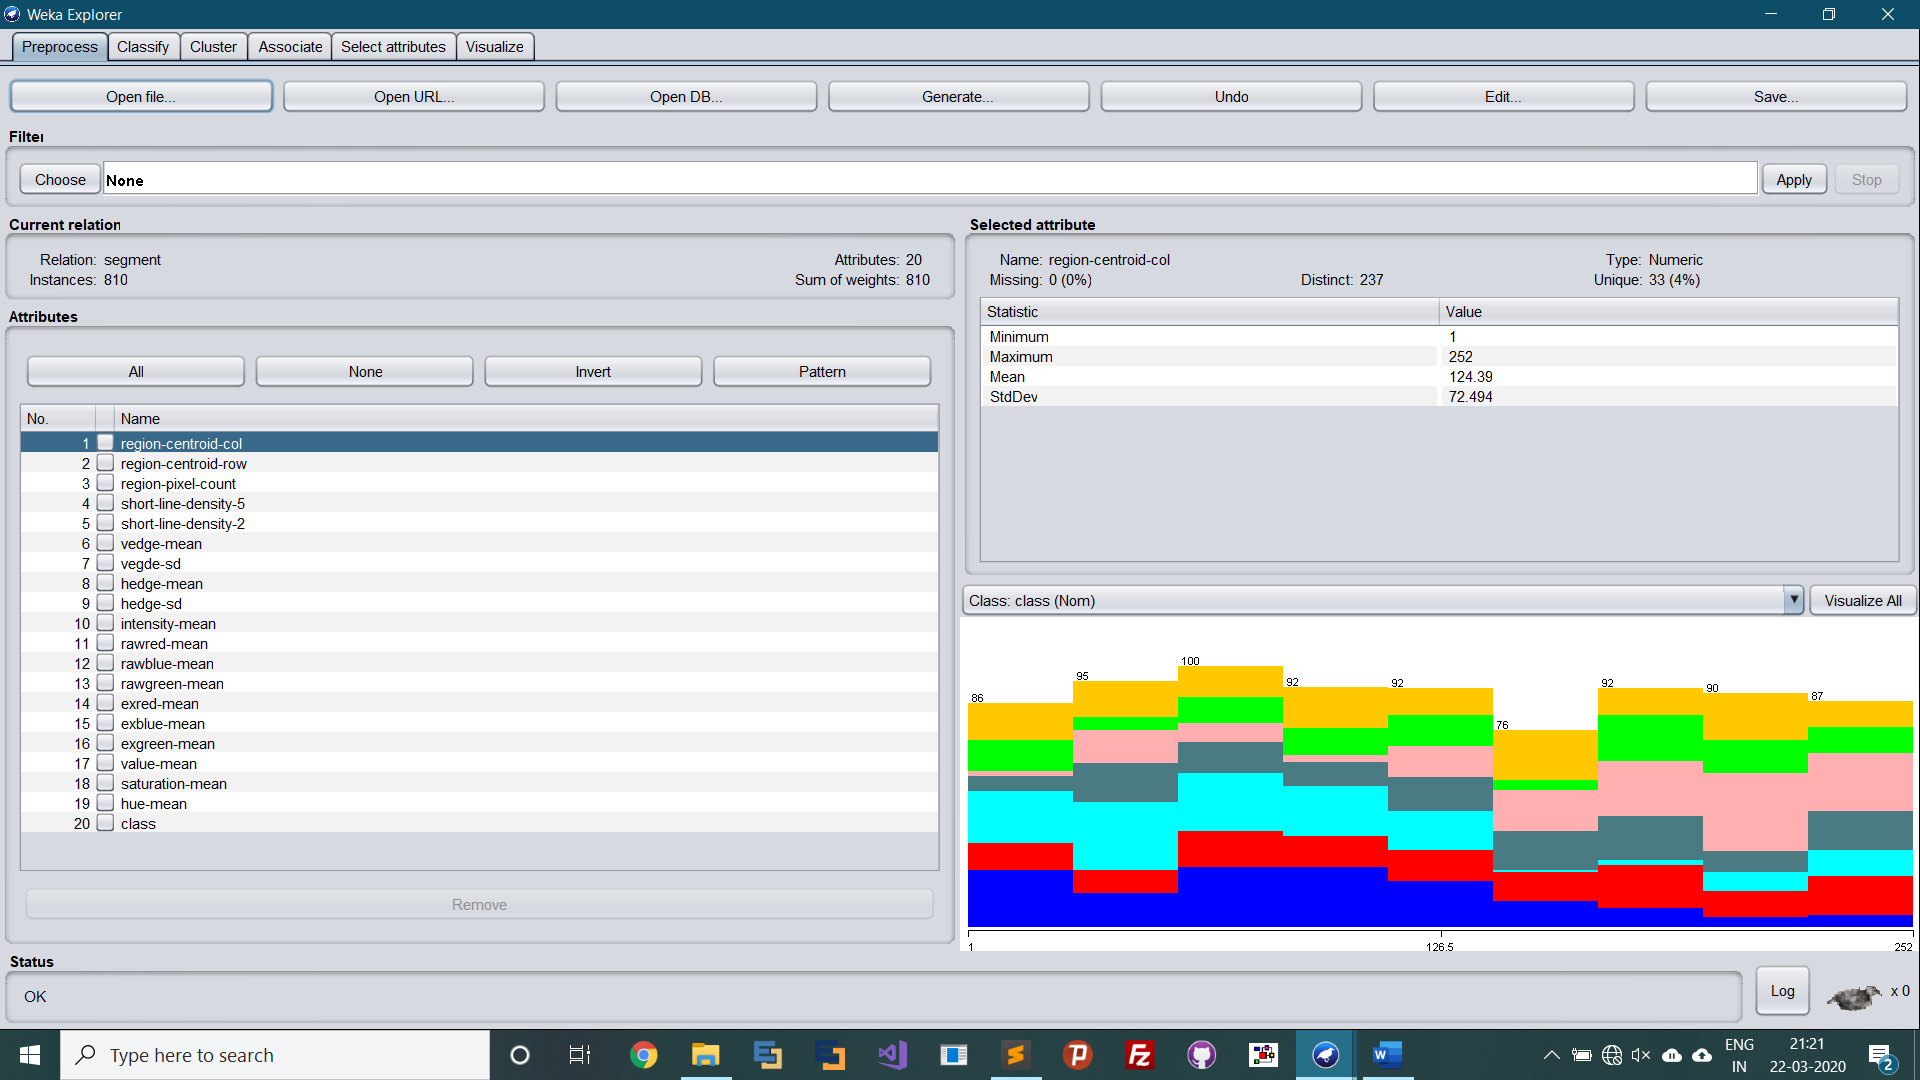 Weka Explorer
Preprocess Classify Cluster Associate Select attributes Visualize
Open file... Open URL... Open DB... Generate... Undo Edit... Save...
Filter
Choose None Apply Stop
Current relation
Relation: segment Attributes: 20
Instances: 810 Sum of weights: 810
Attributes
All None Invert Pattern
No. Name
1 region-centroid-col
2 region-centroid-row
3 region-pixel-count
4 short-line-density-5
5 short-line-density-2
6 vedge-mean
7 vegde-sd
8 hedge-mean
9 hedge-sd
10 intensity-mean
11 rawred-mean
12 rawblue-mean
13 rawgreen-mean
14 exred-mean
15 exblue-mean
16 exgreen-mean
17 value-mean
18 saturation-mean
19 hue-mean
20 class
Remove
Selected attribute
Name: region-centroid-col Type: Numeric
Missing: 0 (0%) Distinct: 237 Unique: 33 (4%)
Statistic Value
Minimum 1
Maximum 252
Mean 124.39
StdDev 72.494
Class: class (Nom) Visualize All
86 95 100 92 92 76 92 90 87
1 126.5 252
Status
OK
Log x 0
Type here to search
ENG
IN
21:21
22-03-2020
2